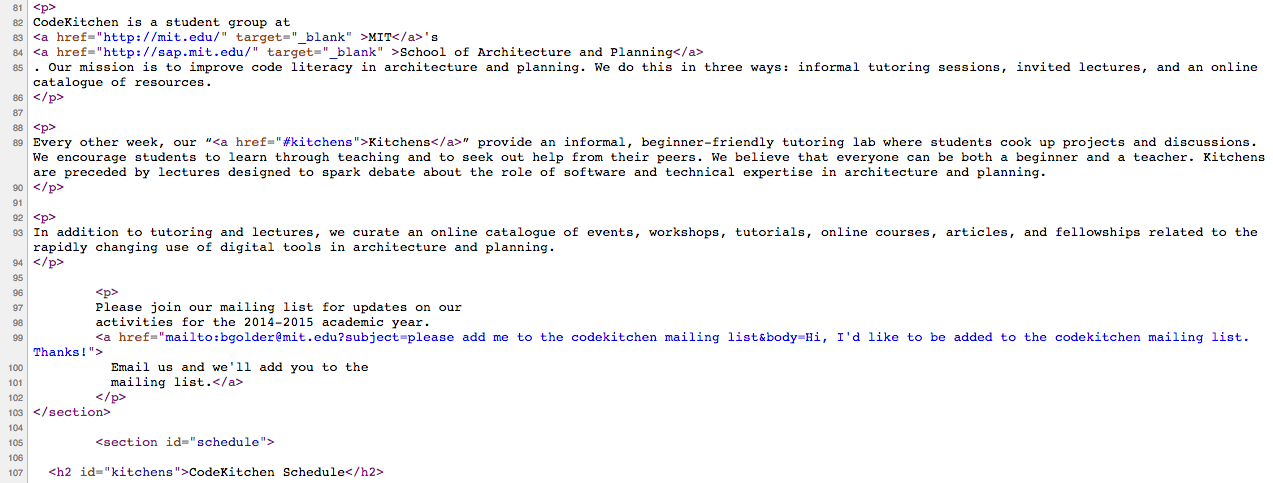 81 <p>
82 CodeKitchen is a student group at
83 <a href="http://mit.edu/" target="_blank" >MIT</a>'s
84 <a href="http://sap.mit.edu/" target="_blank" >School of Architecture and Planning</a>
85 . Our mission is to improve code literacy in architecture and planning. We do this in three ways: informal tutoring sessions, invited lectures, and an online
catalogue of resources.
86 </p>
87
88 <p>
89 Every other week, our “<a href="#kitchens">Kitchens</a>” provide an informal, beginner-friendly tutoring lab where students cook up projects and discussions.
We encourage students to learn through teaching and to seek out help from their peers. We believe that everyone can be both a beginner and a teacher. Kitchens
are preceded by lectures designed to spark debate about the role of software and technical expertise in architecture and planning.
90 </p>
91
92 <p>
93 In addition to tutoring and lectures, we curate an online catalogue of events, workshops, tutorials, online courses, articles, and fellowships related to the
rapidly changing use of digital tools in architecture and planning.
94 </p>
95
96 <p>
97 Please join our mailing list for updates on our
98 activities for the 2014-2015 academic year.
99 <a href="mailto:bgolder@mit.edu?subject=please add me to the codekitchen mailing list&body=Hi, I'd like to be added to the codekitchen mailing list.
Thanks!">
100 Email us and we'll add you to the
101 mailing list.</a>
102 </p>
103 </section>
104
105 <section id="schedule">
106
107 <h2 id="kitchens">CodeKitchen Schedule</h2>